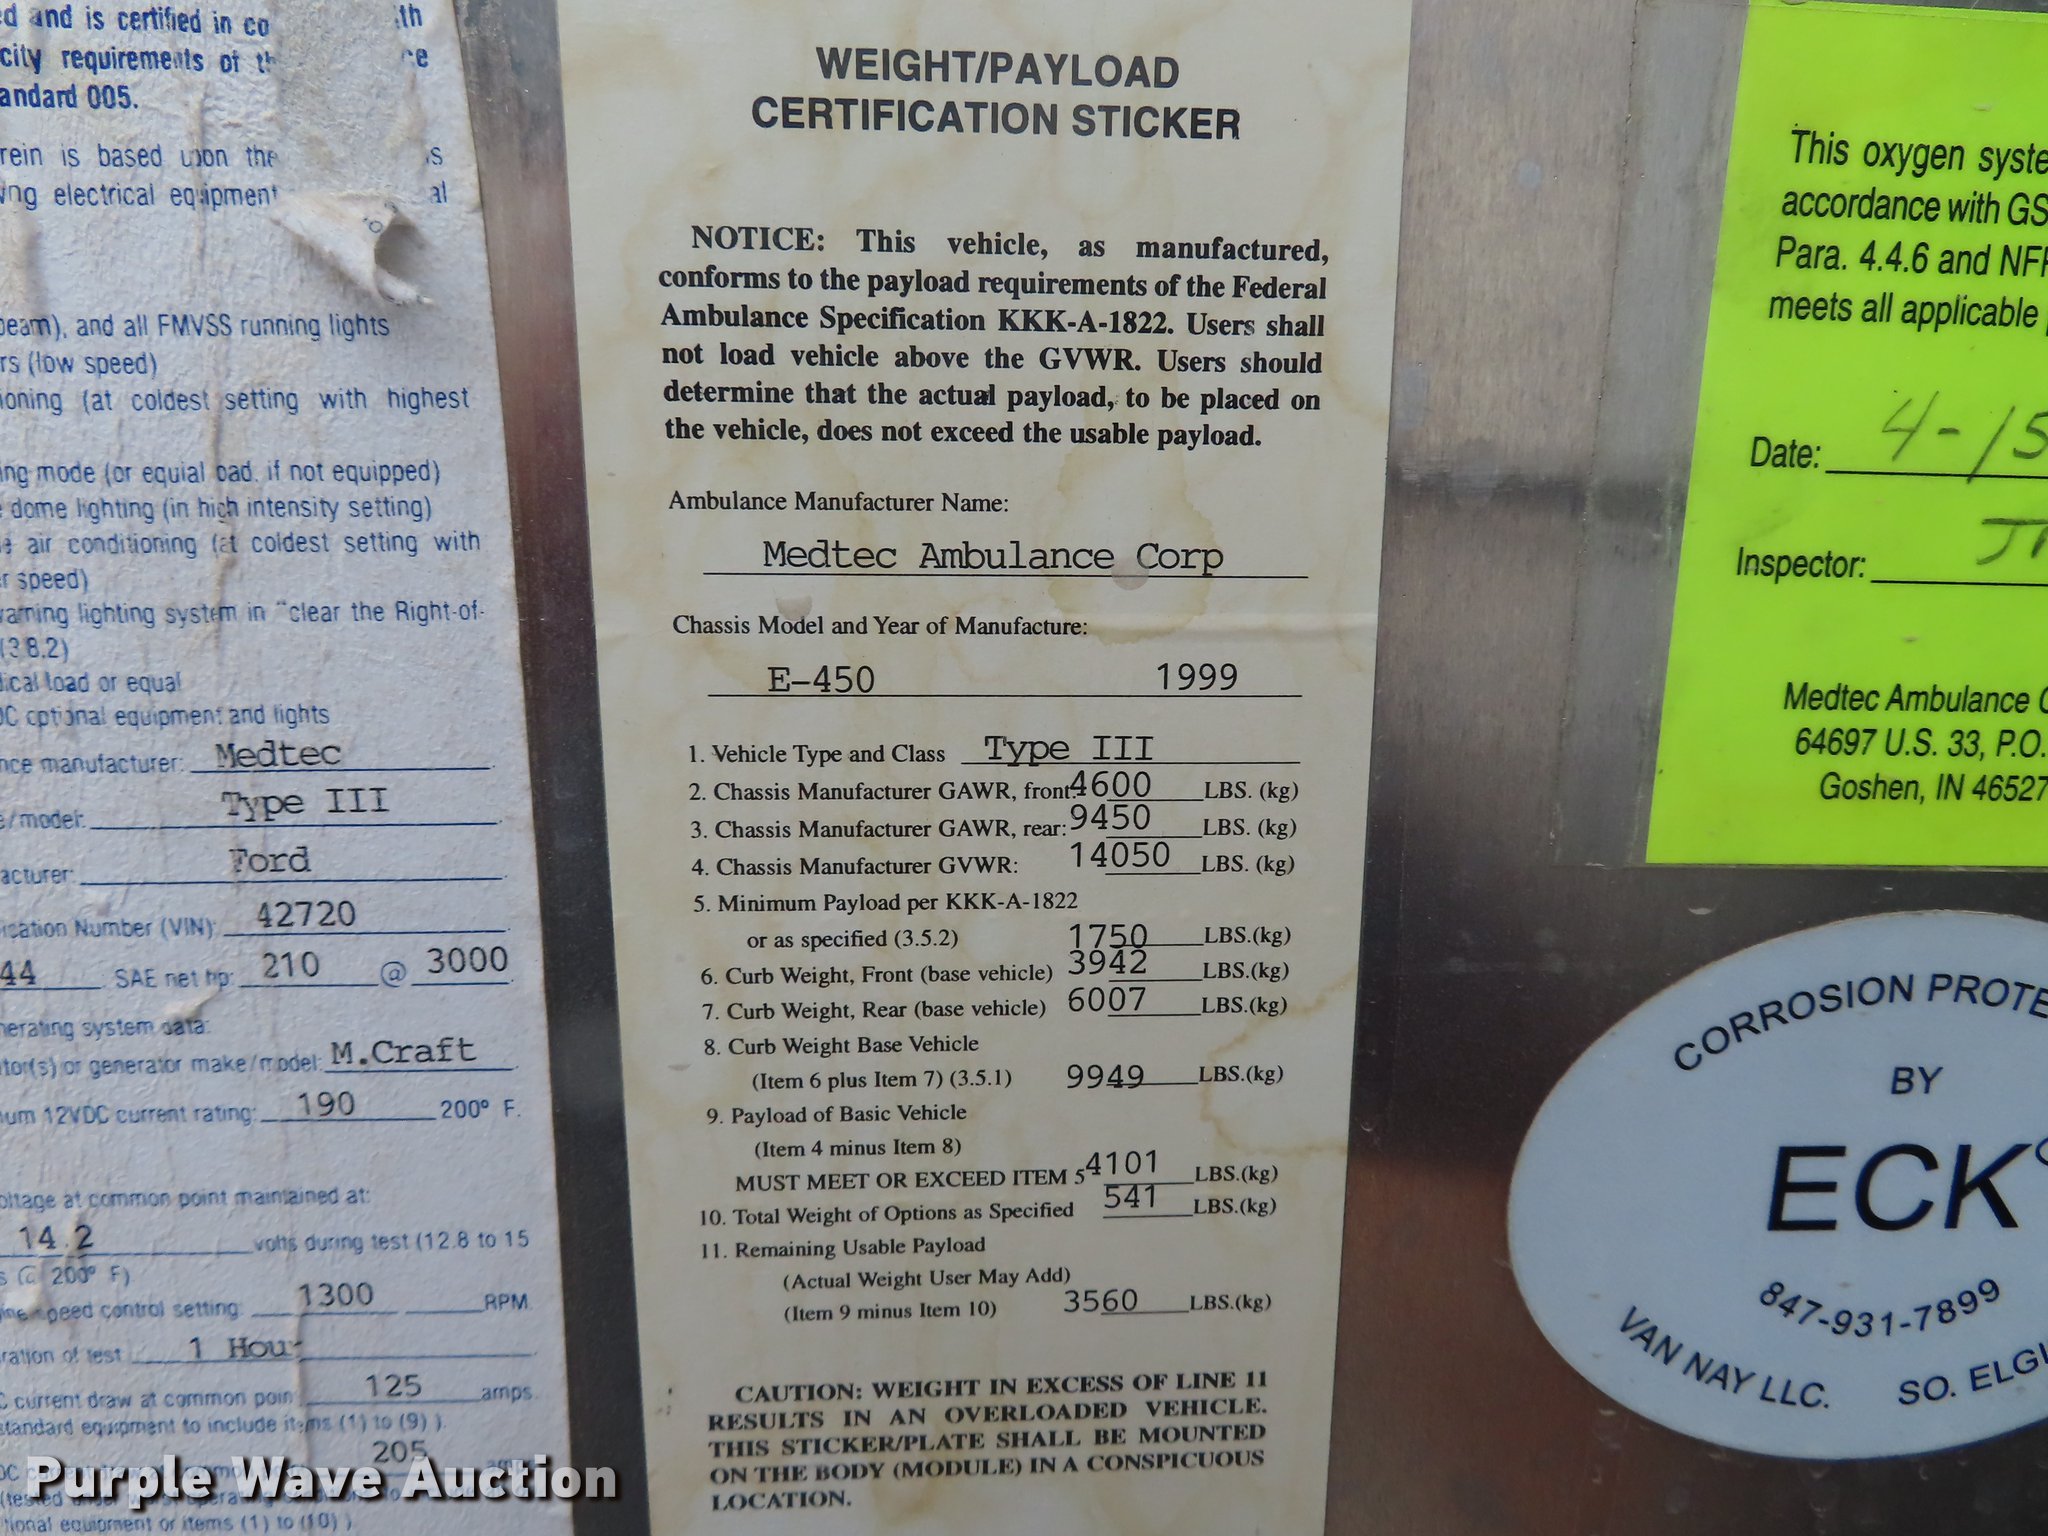 d and is certified in co th
city requirements of th ce
andard 005.
rein is based upon the is
electrical equipment al
beam), and all FMVSS running lights
rs (low speed)
ioning (at coldest setting with highest
ing mode (or equial oad. if not equipped)
dome lighting (in high intensity setting)
air conditioning (at coldest setting with
r speed)
warning lighting system in "clear the Right-of-
(3.8.2)
dical load or equal
DC optional equipment and lights
nce manufacturer: Medtec
e/model: Type III
acturer: Ford
ication Number (VIN): 42720
44 SAE net hp: 210 @ 3000
nerating system data:
tor(s) or generator make/model: M.Craft
um 12VDC current rating: 190 200° F.
oltage at common point maintained at:
14.2 volts during test (12.8 to 15
s @ 200° F)
ine speed control setting: 1300 RPM.
ration of test 1 Hour
C current draw at common poin 125 amps
standard equipment to include items (1) to (9) ).
205
tional equipment or items (1) to (10) )
WEIGHT/PAYLOAD
CERTIFICATION STICKER
NOTICE: This vehicle, as manufactured,
conforms to the payload requirements of the Federal
Ambulance Specification KKK-A-1822. Users shall
not load vehicle above the GVWR. Users should
determine that the actual payload, to be placed on
the vehicle, does not exceed the usable payload.
Ambulance Manufacturer Name:
Medtec Ambulance Corp
Chassis Model and Year of Manufacture:
E-450 1999
1. Vehicle Type and Class Type III
2. Chassis Manufacturer GAWR, front: 4600 LBS. (kg)
3. Chassis Manufacturer GAWR, rear: 9450 LBS. (kg)
4. Chassis Manufacturer GVWR: 14050 LBS. (kg)
5. Minimum Payload per KKK-A-1822
or as specified (3.5.2) 1750 LBS.(kg)
6. Curb Weight, Front (base vehicle) 3942 LBS.(kg)
7. Curb Weight, Rear (base vehicle) 6007 LBS.(kg)
8. Curb Weight Base Vehicle
(Item 6 plus Item 7) (3.5.1) 9949 LBS.(kg)
9. Payload of Basic Vehicle
(Item 4 minus Item 8)
MUST MEET OR EXCEED ITEM 5 4101 LBS.(kg)
10. Total Weight of Options as Specified 541 LBS.(kg)
11. Remaining Usable Payload
(Actual Weight User May Add)
(Item 9 minus Item 10) 3560 LBS.(kg)
CAUTION: WEIGHT IN EXCESS OF LINE 11
RESULTS IN AN OVERLOADED VEHICLE.
THIS STICKER/PLATE SHALL BE MOUNTED
ON THE BODY (MODULE) IN A CONSPICUOUS
LOCATION.
This oxygen syste
accordance with GS
Para. 4.4.6 and NF
meets all applicable
Date: 4-15
Inspector: J
Medtec Ambulance C
64697 U.S. 33, P.O.
Goshen, IN 46527
CORROSION PROTE
BY
ECK
847-931-7899
VAN NAY LLC. SO. ELGI
Purple Wave Auction